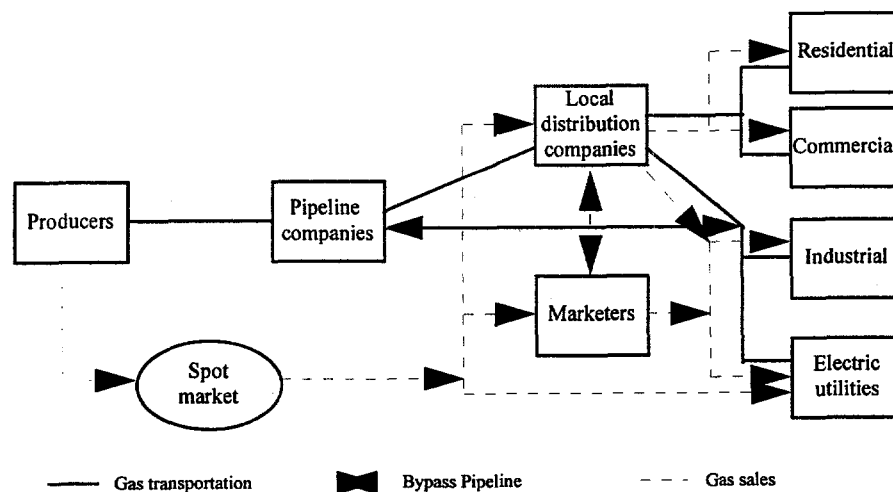 Residential
Local
distribution
companies
Commercia
Producers
Pipeline
companies
Industrial
Marketers
Spot
market
Electric
utilities
Gas transportation
Bypass Pipeline
Gas sales